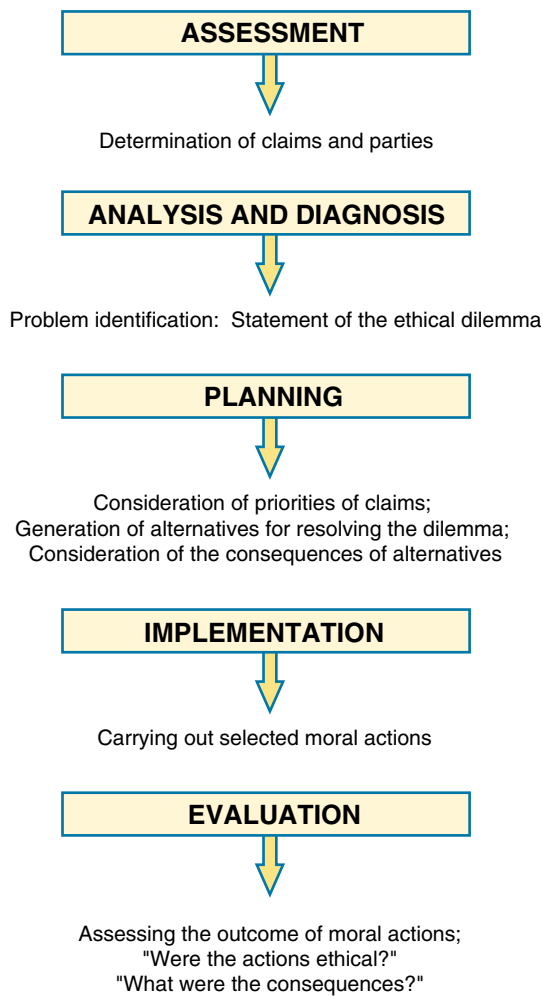 ASSESSMENT
Determination of claims and parties
ANALYSIS AND DIAGNOSIS
Problem identification:  Statement of the ethical dilemma
PLANNING
Consideration of priorities of claims;
Generation of alternatives for resolving the dilemma;
Consideration of the consequences of alternatives
IMPLEMENTATION
Carrying out selected moral actions
EVALUATION
Assessing the outcome of moral actions;
"Were the actions ethical?"
"What were the consequences?"